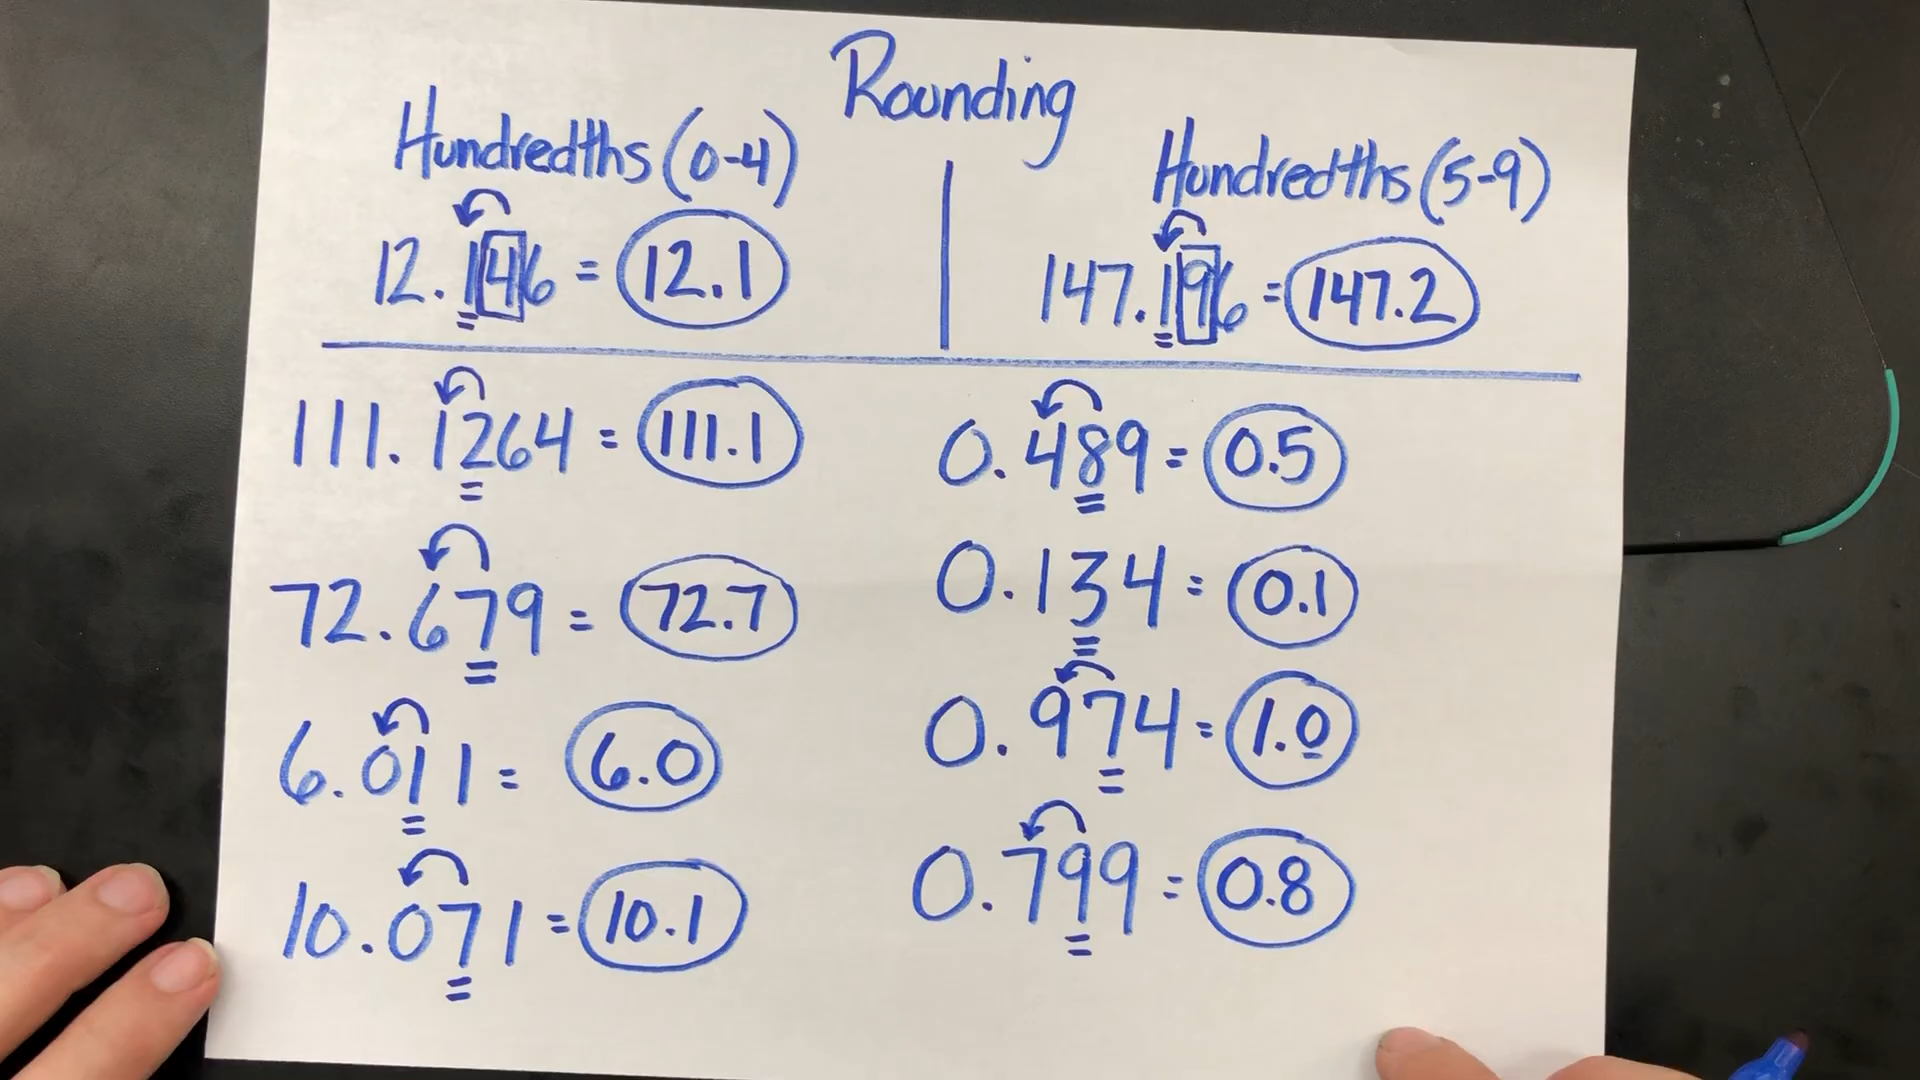 Rounding
Hundredths (0-4)
12.146 = 12.1
Hundredths (5-9)
147.196 = 147.2
111.1264 = 111.1
72.679 = 72.7
6.011 = 6.0
10.071 = 10.1
0.489 = 0.5
0.134 = 0.1
0.974 = 1.0
0.799 = 0.8